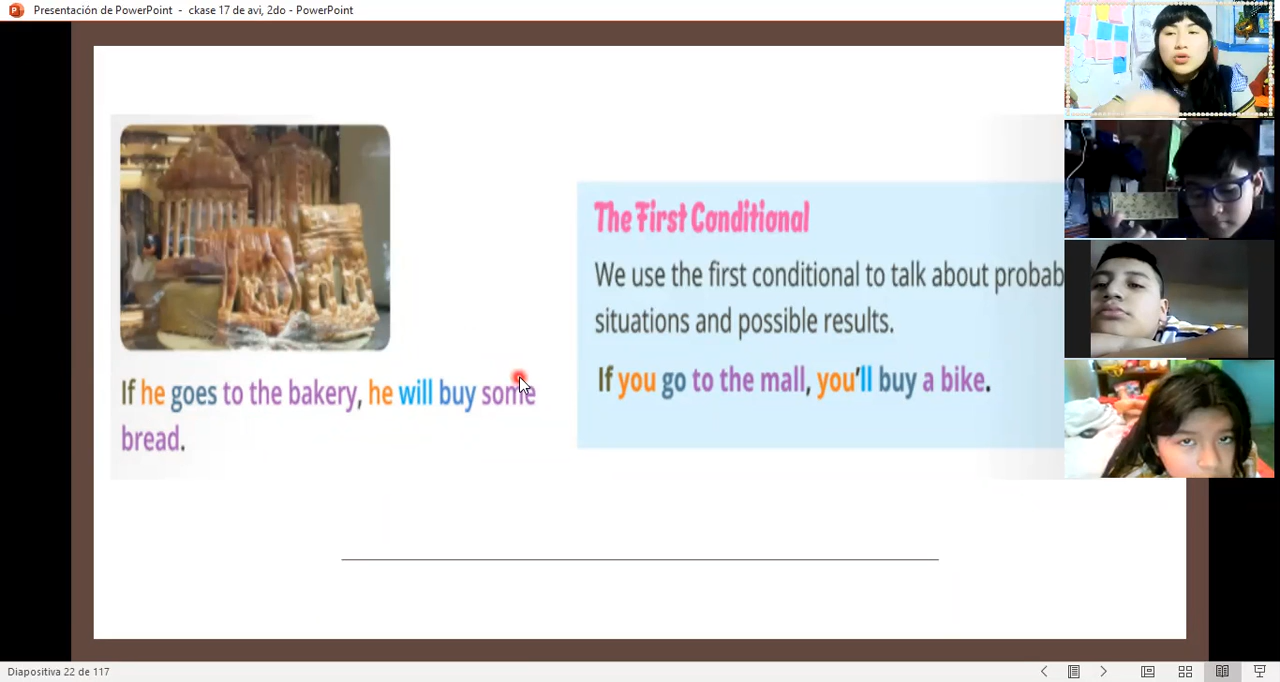 Presentación de PowerPoint - ckase 17 de avi, 2do - PowerPoint
The First Conditional
We use the first conditional to talk about probab
situations and possible results.
If you go to the mall, you'll buy a bike.
If he goes to the bakery, he will buy some
bread.
Diapositiva 22 de 117